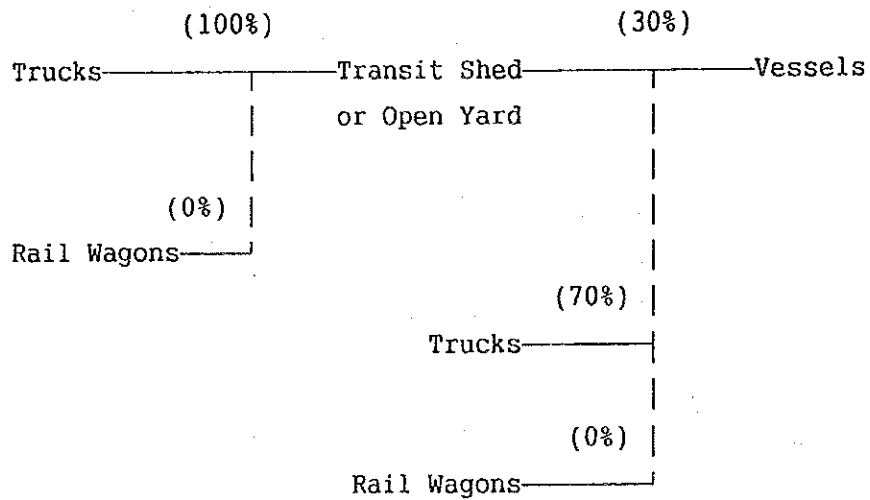 (100%) (30%)
Trucks Transit Shed Vessels
or Open Yard
(0%)
Rail Wagons
(70%)
Trucks
(0%)
Rail Wagons